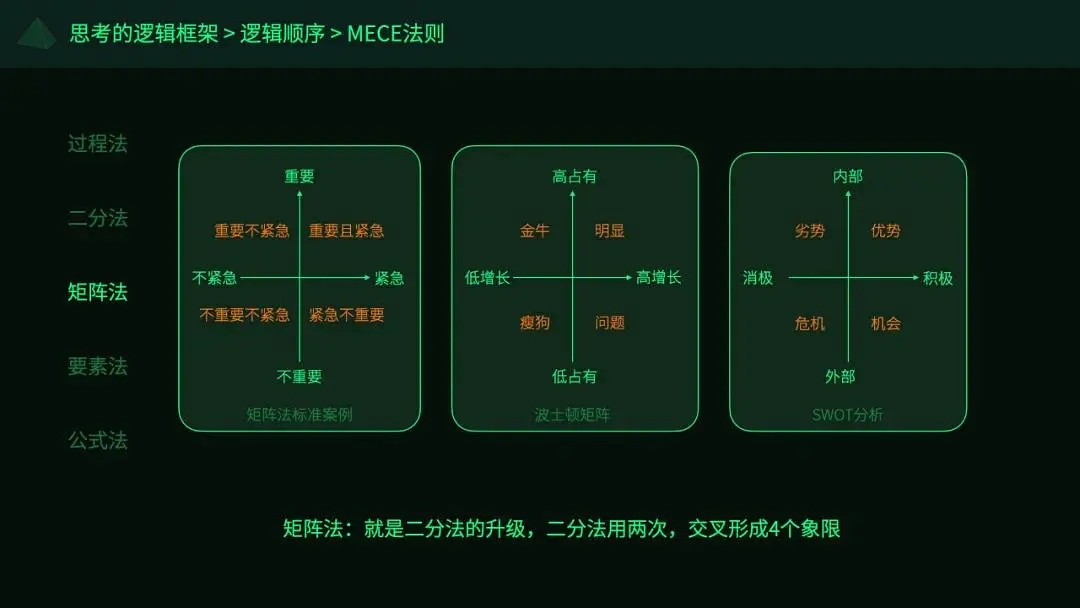 思考的逻辑框架 > 逻辑顺序 > MECE法则
过程法
二分法
矩阵法
要素法
公式法
重要
重要不紧急 重要且紧急
不紧急 紧急
不重要不紧急 紧急不重要
不重要
矩阵法标准案例
高占有
金牛 明显
低增长 高增长
瘦狗 问题
低占有
波士顿矩阵
内部
劣势 优势
消极 积极
危机 机会
外部
SWOT分析
矩阵法：就是二分法的升级，二分法用两次，交叉形成4个象限